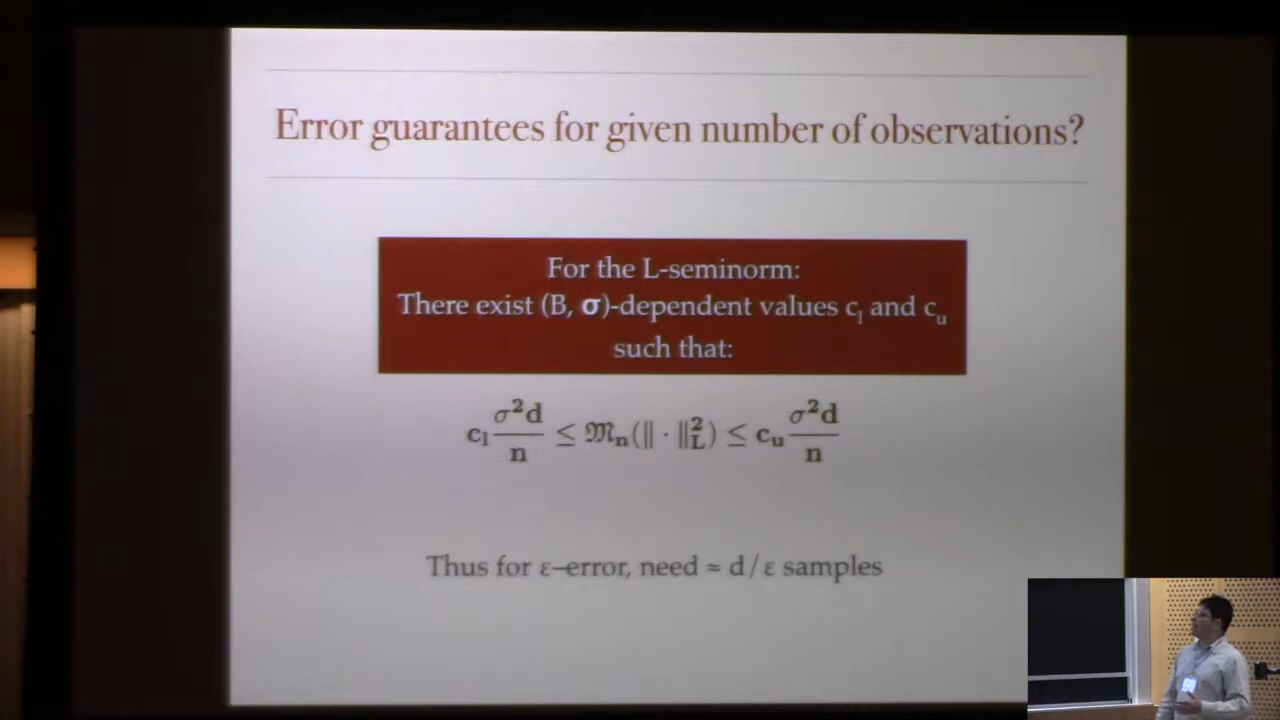 Error guarantees for given number of observations?
For the L-seminorm:
There exist (B, σ)-dependent values c_l and c_u
such that:
c_l σ²d/n ≤ 𝔐_n(‖·‖²_L) ≤ c_u σ²d/n
Thus for ε–error, need ≈ d/ε samples